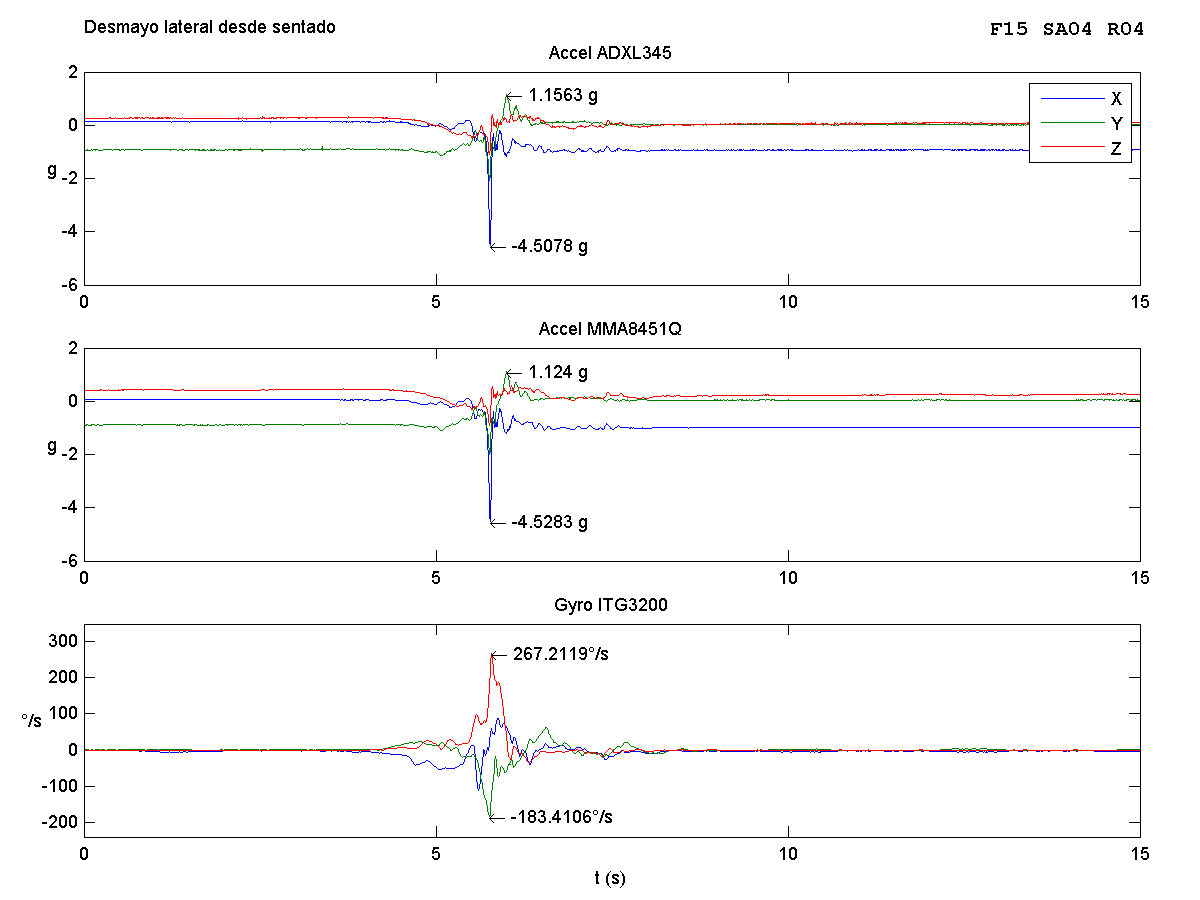 Desmayo lateral desde sentado
F15 SA04 R04
Accel ADXL345
2
0
-2
-4
-6
g
1.1563 g
-4.5078 g
X
Y
Z
0 5 10 15
Accel MMA8451Q
2
0
-2
-4
-6
g
1.124 g
-4.5283 g
0 5 10 15
Gyro ITG3200
300
200
100
0
-100
-200
°/s
267.2119°/s
-183.4106°/s
0 5 10 15
t (s)